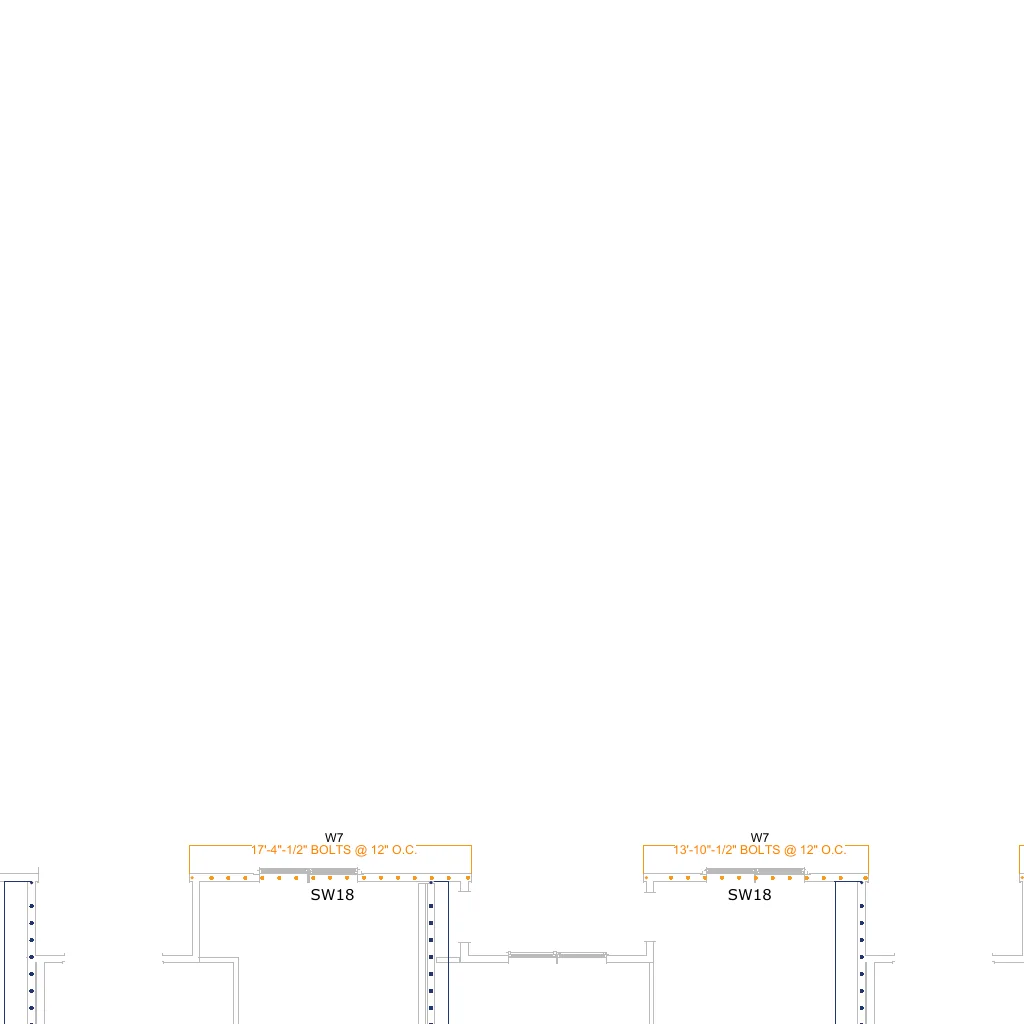 W7
17'-4"-1/2" BOLTS @ 12" O.C.
SW18
W7
13'-10"-1/2" BOLTS @ 12" O.C.
SW18